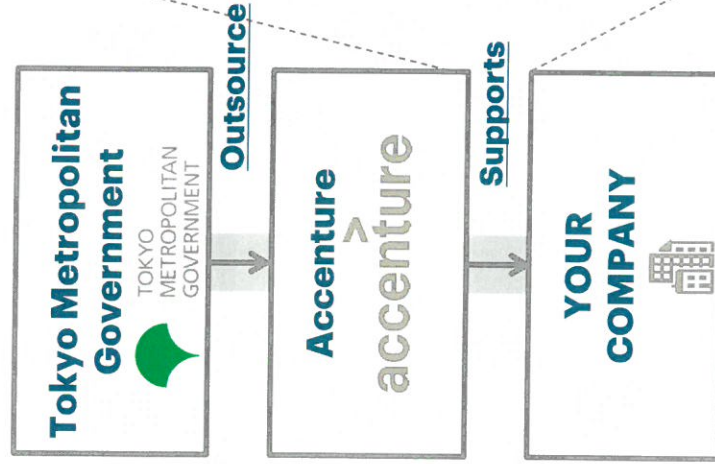 Tokyo Metropolitan
Government
TOKYO
METROPOLITAN
GOVERNMENT
Outsource
Accenture
accenture
Supports
YOUR
COMPANY